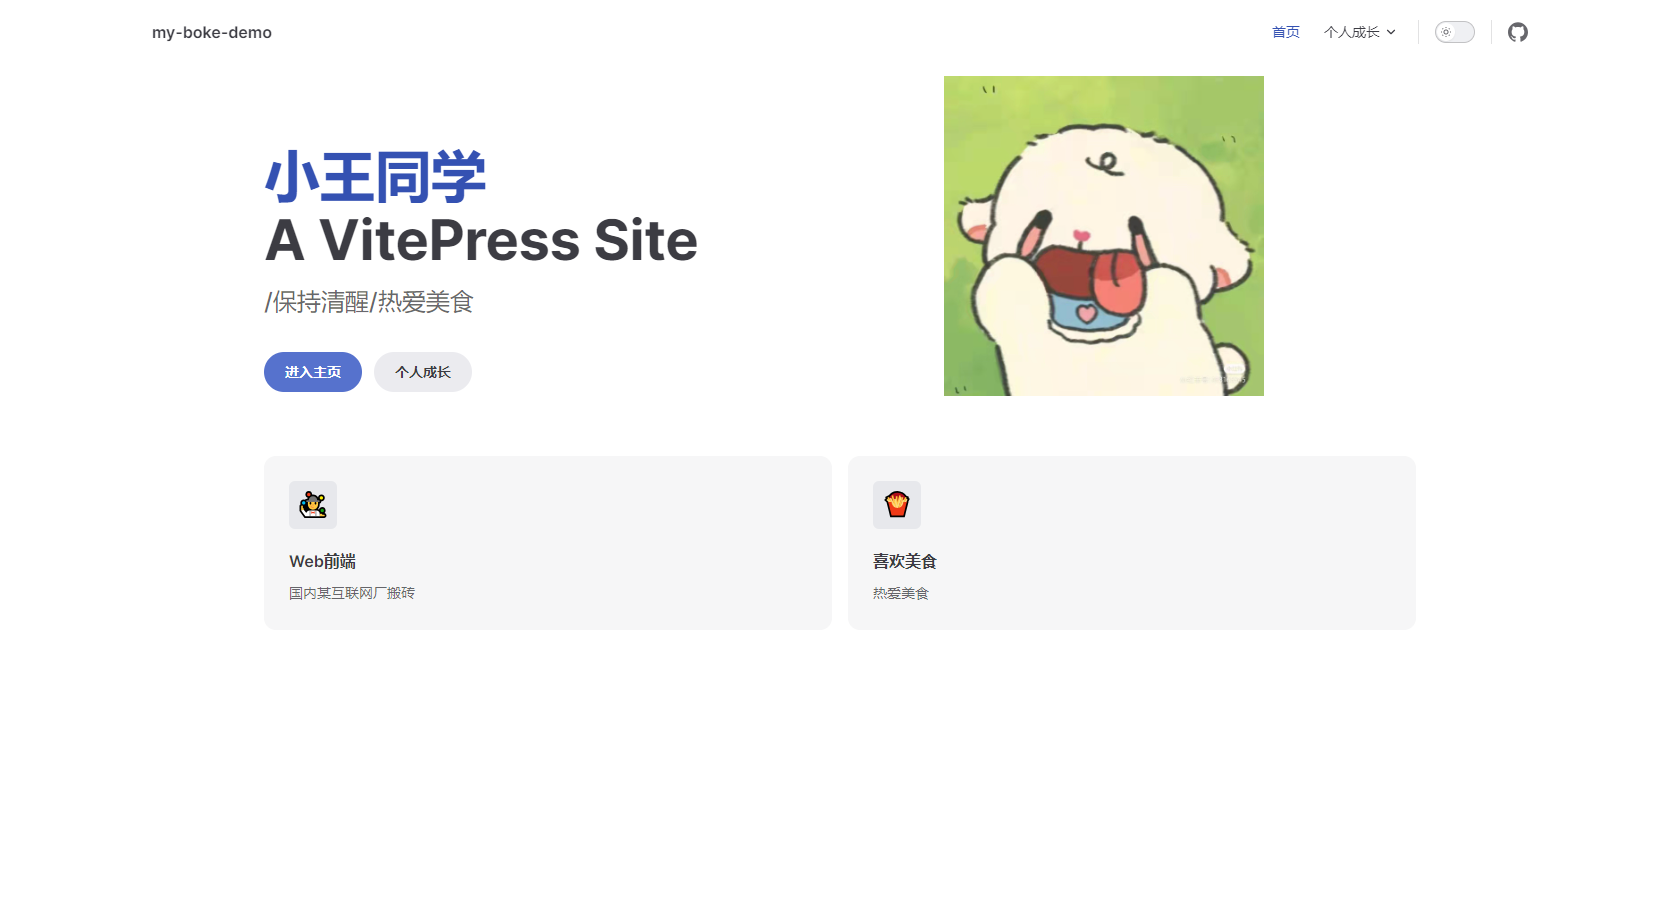 my-boke-demo
首页
个人成长
小王同学
A VitePress Site
/保持清醒/热爱美食
进入主页
个人成长
Web前端
国内某互联网厂搬砖
喜欢美食
热爱美食